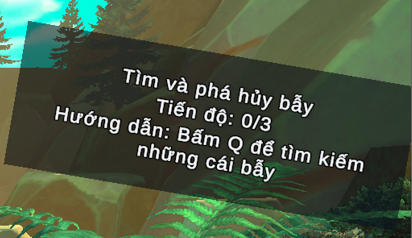 Tìm và phá hủy bẫy
Tiến độ: 0/3
Hướng dẫn: Bấm Q để tìm kiếm
những cái bẫy